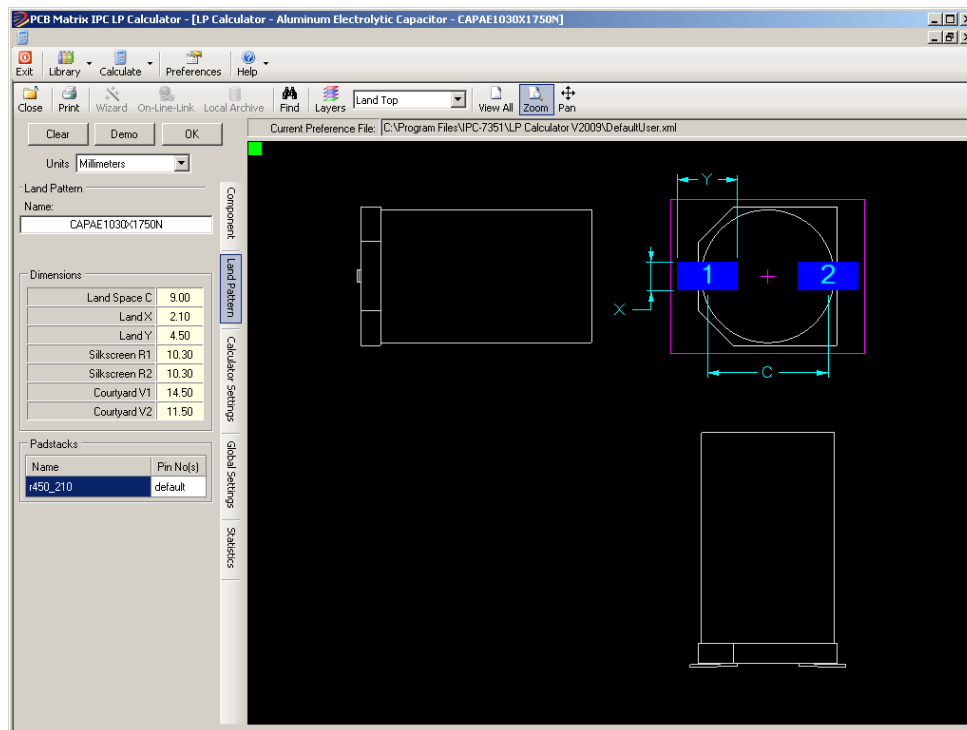 PCB Matrix IPC LP Calculator - [LP Calculator - Aluminum Electrolytic Capacitor - CAPAE1030X1750N]
Exit Library Calculate Preferences Help
Close Print Wizard On-Line-Link Local Archive Find Layers Land Top View All Zoom Pan
Clear Demo OK
Current Preference File: C:\Program Files\IPC-7351\LP Calculator V2009\DefaultUser.xml
Units Millimeters
Land Pattern
Name:
CAPAE1030X1750N
Dimensions
Land Space C 9.00
Land X 2.10
Land Y 4.50
Silkscreen R1 10.30
Silkscreen R2 10.30
Courtyard V1 14.50
Courtyard V2 11.50
Padstacks
Name Pin No(s)
r450_210 default
Component
Land Pattern
Calculator Settings
Global Settings
Statistics
Y
1 2
X
C